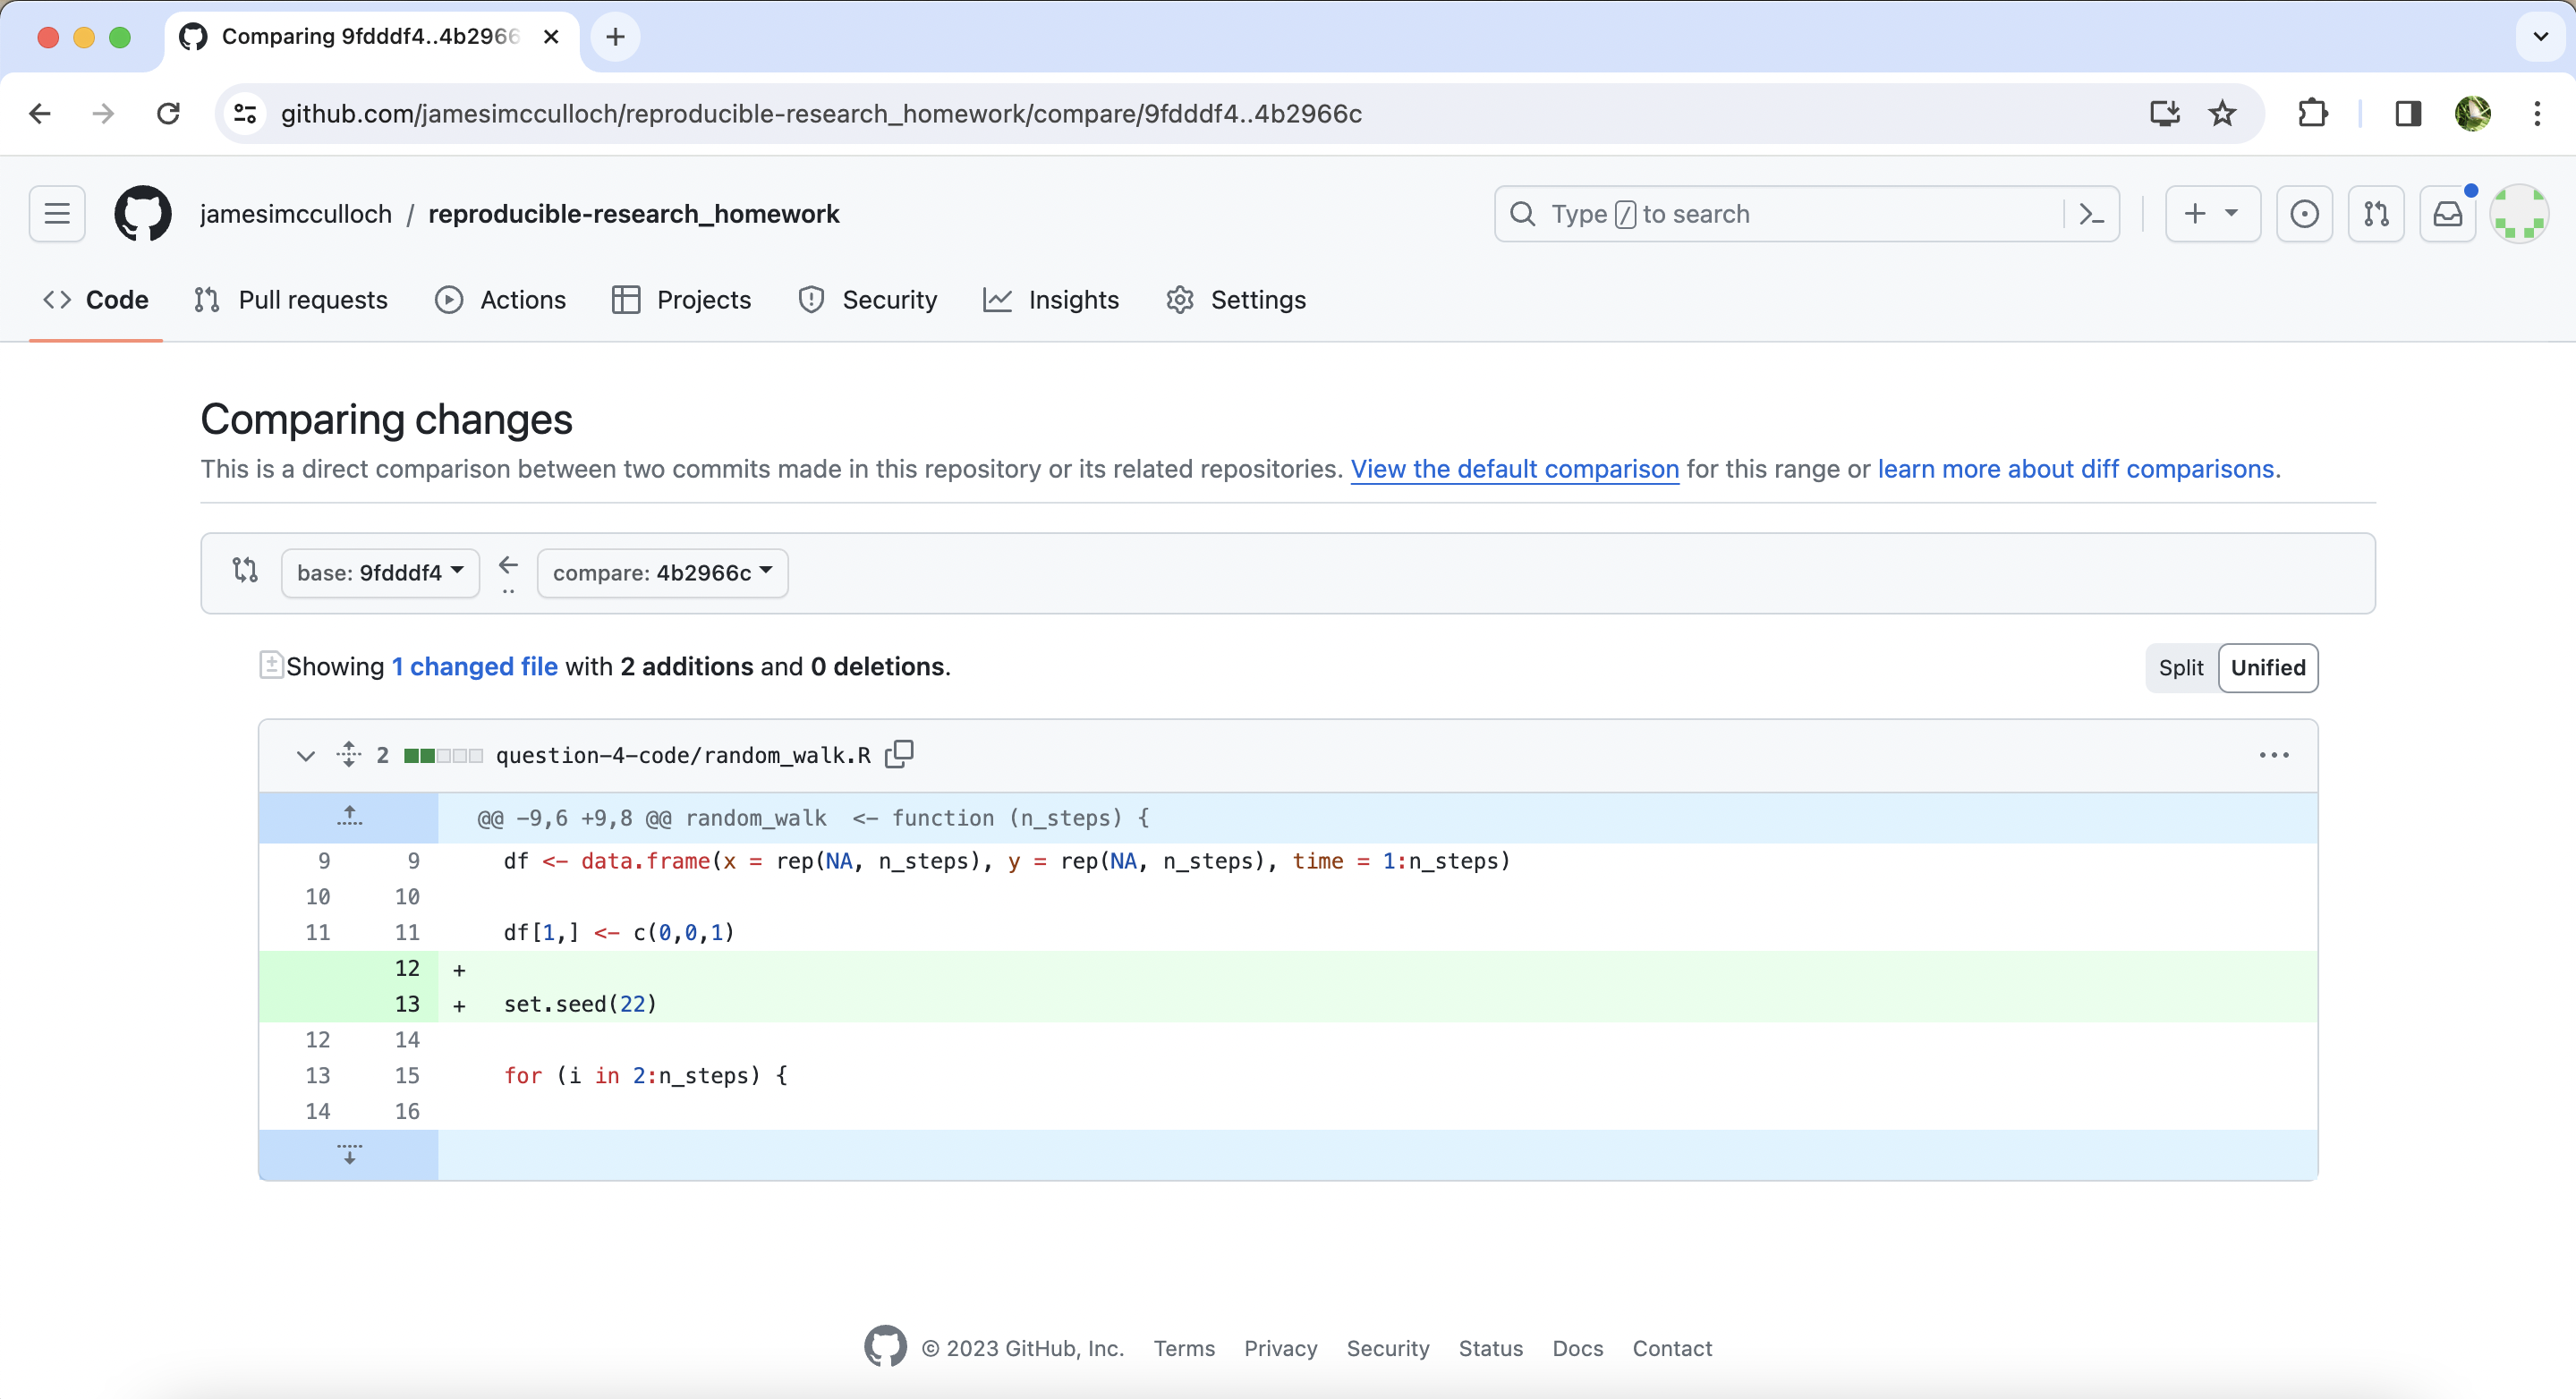 Comparing 9fdddf4..4b2966
github.com/jamesimcculloch/reproducible-research_homework/compare/9fdddf4..4b2966c
jamesimcculloch / reproducible-research_homework
Type / to search
Code Pull requests Actions Projects Security Insights Settings
Comparing changes
This is a direct comparison between two commits made in this repository or its related repositories. View the default comparison for this range or learn more about diff comparisons.
base: 9fdddf4 .. compare: 4b2966c
Showing 1 changed file with 2 additions and 0 deletions.
Split Unified
2 question-4-code/random_walk.R
@@ -9,6 +9,8 @@ random_walk  <- function (n_steps) {
9 9 df <- data.frame(x = rep(NA, n_steps), y = rep(NA, n_steps), time = 1:n_steps)
10 10
11 11 df[1,] <- c(0,0,1)
12 +
13 + set.seed(22)
12 14
13 15 for (i in 2:n_steps) {
14 16
© 2023 GitHub, Inc. Terms Privacy Security Status Docs Contact